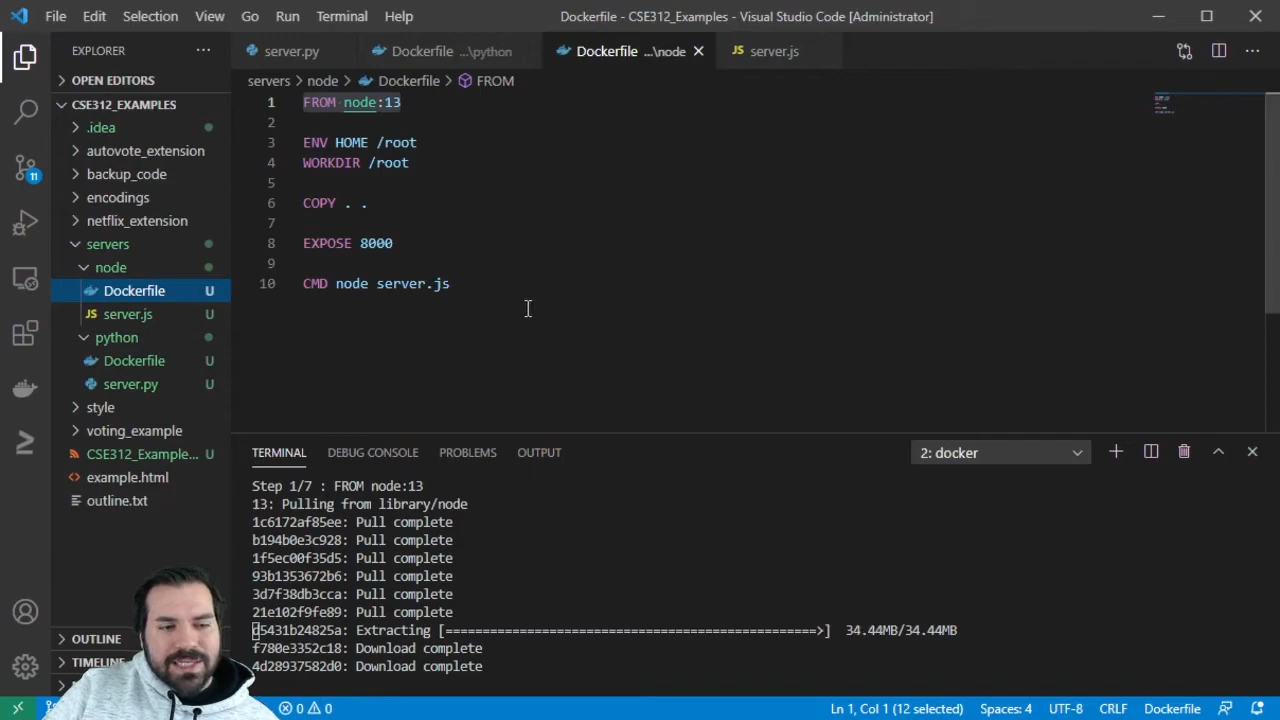 File Edit Selection View Go Run Terminal Help
Dockerfile - CSE312_Examples - Visual Studio Code [Administrator]
EXPLORER
OPEN EDITORS
CSE312_EXAMPLES
.idea
autovote_extension
backup_code
encodings
netflix_extension
servers
node
Dockerfile U
JS server.js U
python
Dockerfile U
server.py U
style
voting_example
CSE312_Example... U
example.html
outline.txt
OUTLINE
TIMELINE
11
server.py
Dockerfile ...\python
Dockerfile ...\node
JS server.js
servers > node > Dockerfile > FROM
1 FROM node:13
2
3 ENV HOME /root
4 WORKDIR /root
5
6 COPY . .
7
8 EXPOSE 8000
9
10 CMD node server.js
TERMINAL DEBUG CONSOLE PROBLEMS OUTPUT
2: docker
Step 1/7 : FROM node:13
13: Pulling from library/node
1c6172af85ee: Pull complete
b194b0e3c928: Pull complete
1f5ec00f35d5: Pull complete
93b1353672b6: Pull complete
3d7f38db3cca: Pull complete
21e102f9fe89: Pull complete
d5431b24825a: Extracting [==================================================>] 34.44MB/34.44MB
f780e3352c18: Download complete
4d28937582d0: Download complete
0 0
Ln 1, Col 1 (12 selected) Spaces: 4 UTF-8 CRLF Dockerfile